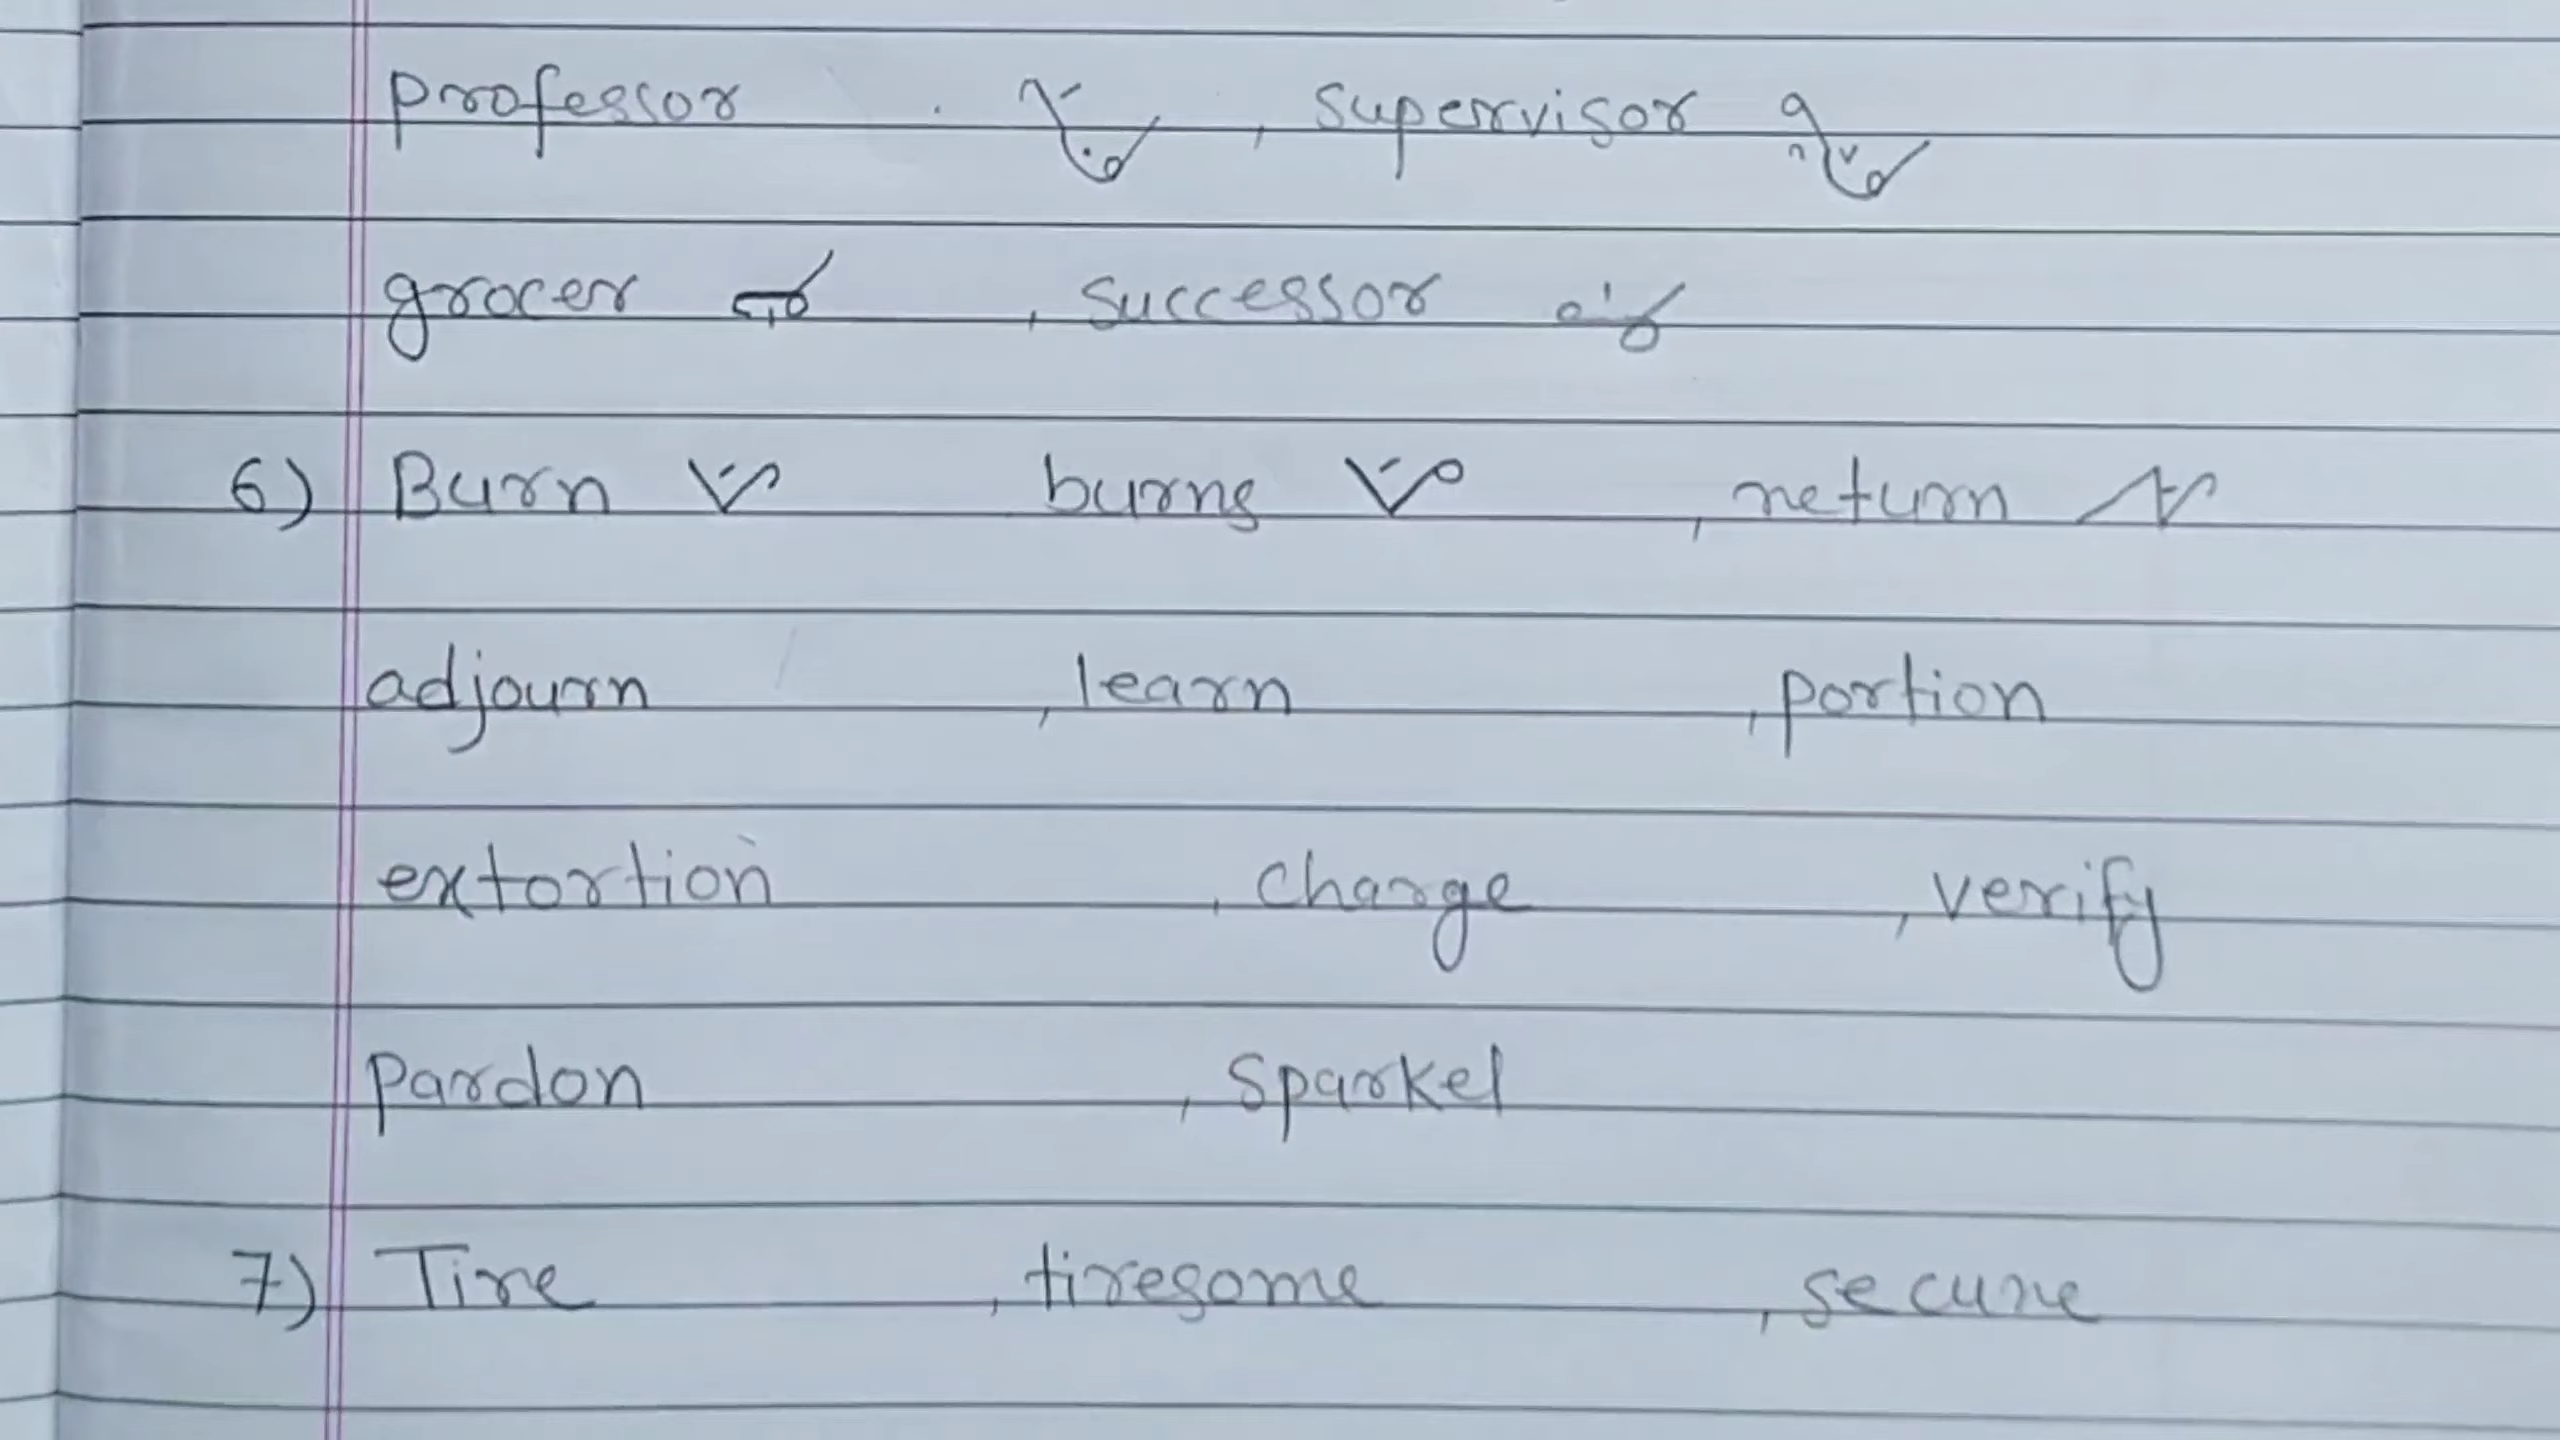 professor , supervisor
grocer , successor
6) Burn burns , return
adjourn , learn , portion
extortion , charge , verify
Pardon , Sparkel
7) Tire , tiresome , secure